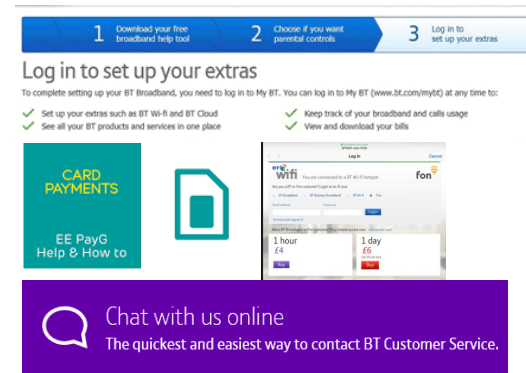 1 Download your free
broadband help tool
2 Choose if you want
parental controls
3 Log in to
set up your extras
Log in to set up your extras
To complete setting up your BT Broadband, you need to log in to My BT. You can log in to My BT (www.bt.com/mybt) at any time to:
Set up your extras such as BT Wi-fi and BT Cloud
Keep track of your broadband and calls usage
See all your BT products and services in one place
View and download your bills
CARD
PAYMENTS
EE PayG
Help & How to
Log In
Cancel
BT
wifi
You are connected to a BT Wi-fi hotspot
fon
1 hour
£4
Buy
1 day
£6
Buy
Chat with us online
The quickest and easiest way to contact BT Customer Service.